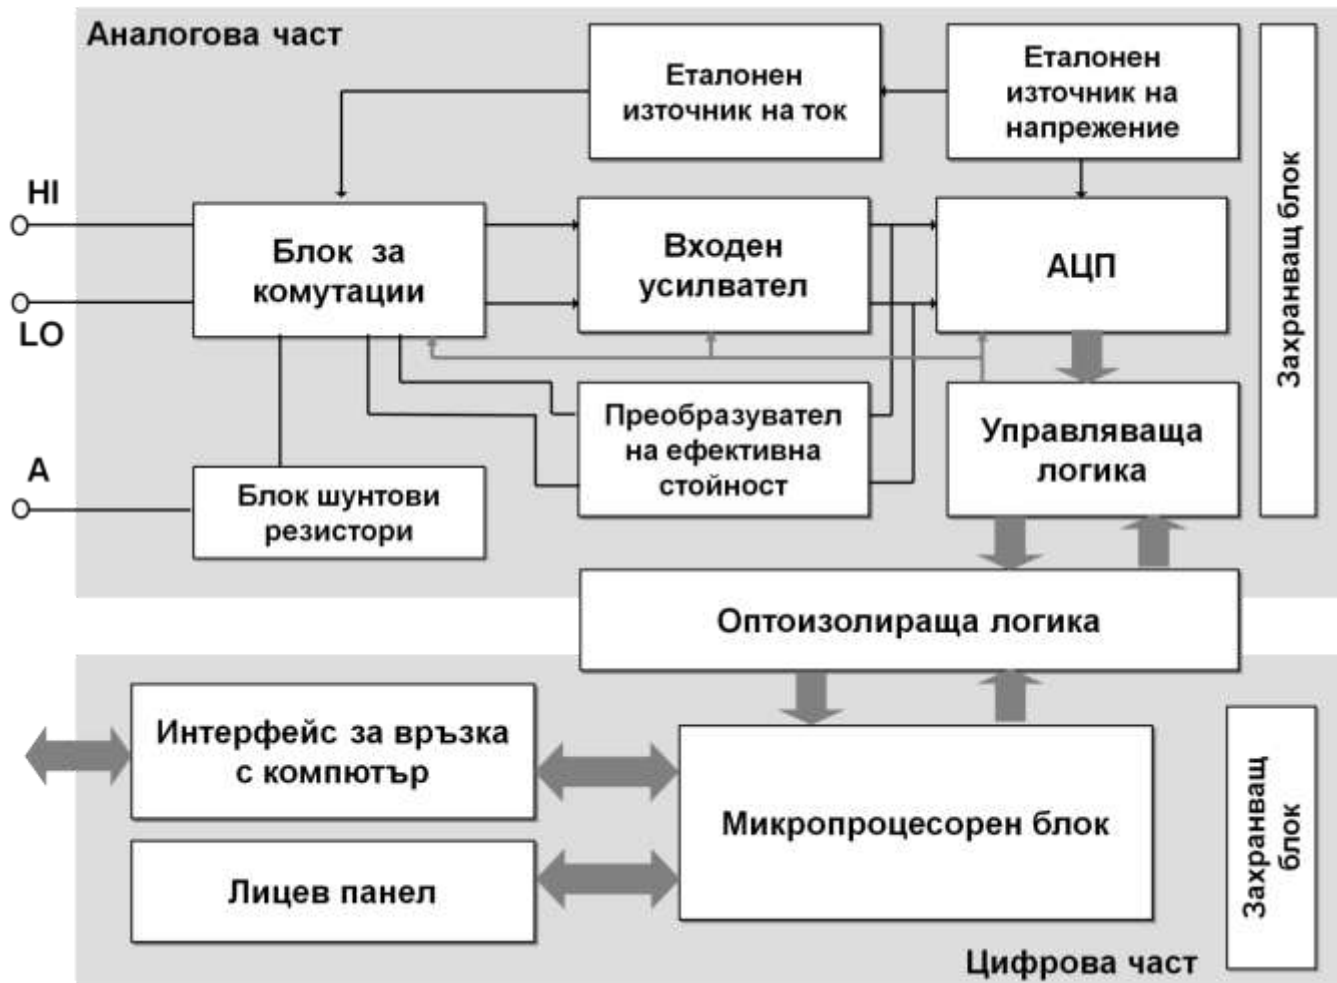 Аналогова част
Еталонен
източник на ток
Еталонен
източник на
напрежение
Захранващ блок
HI
LO
Блок за
комутации
Входен
усилвател
АЦП
A
Блок шунтови
резистори
Преобразувател
на ефективна
стойност
Управляваща
логика
Оптоизолираща логика
Интерфейс за връзка
с компютър
Микропроцесорен блок
Лицев панел
Захранващ
блок
Цифрова част